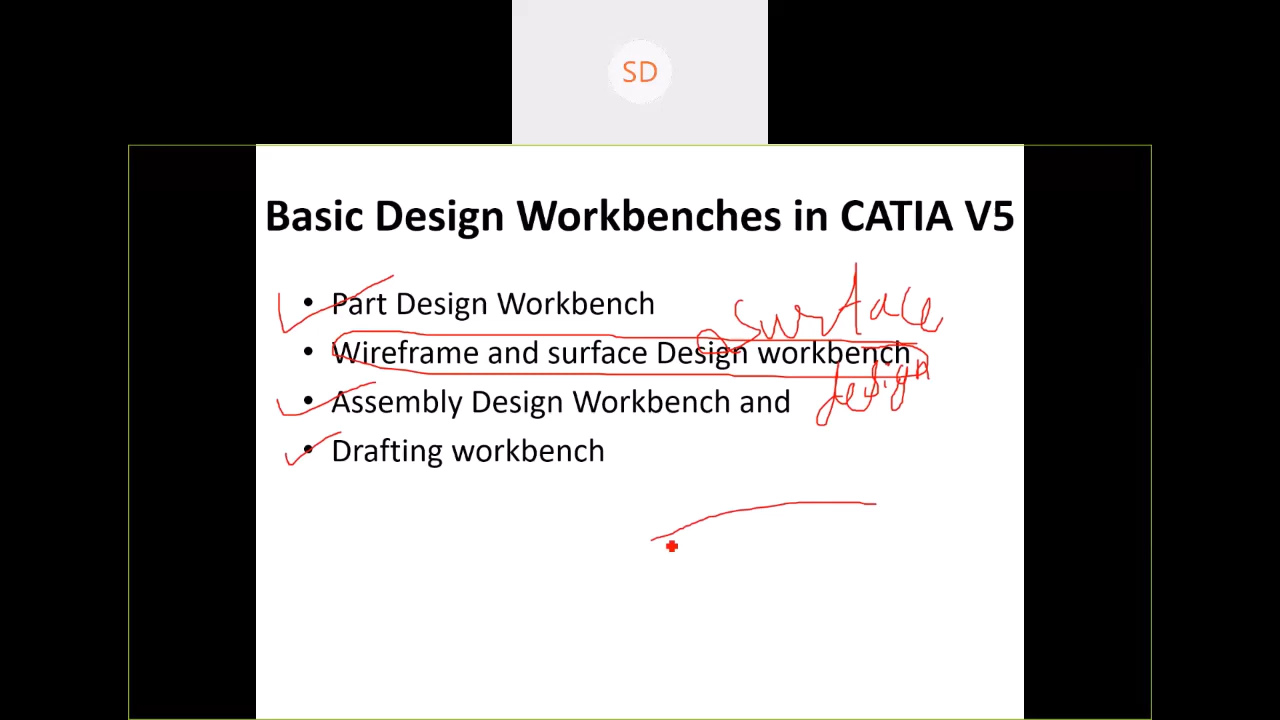 SD
Basic Design Workbenches in CATIA V5
• Part Design Workbench
surface
• Wireframe and surface Design workbench
design
• Assembly Design Workbench and
• Drafting workbench